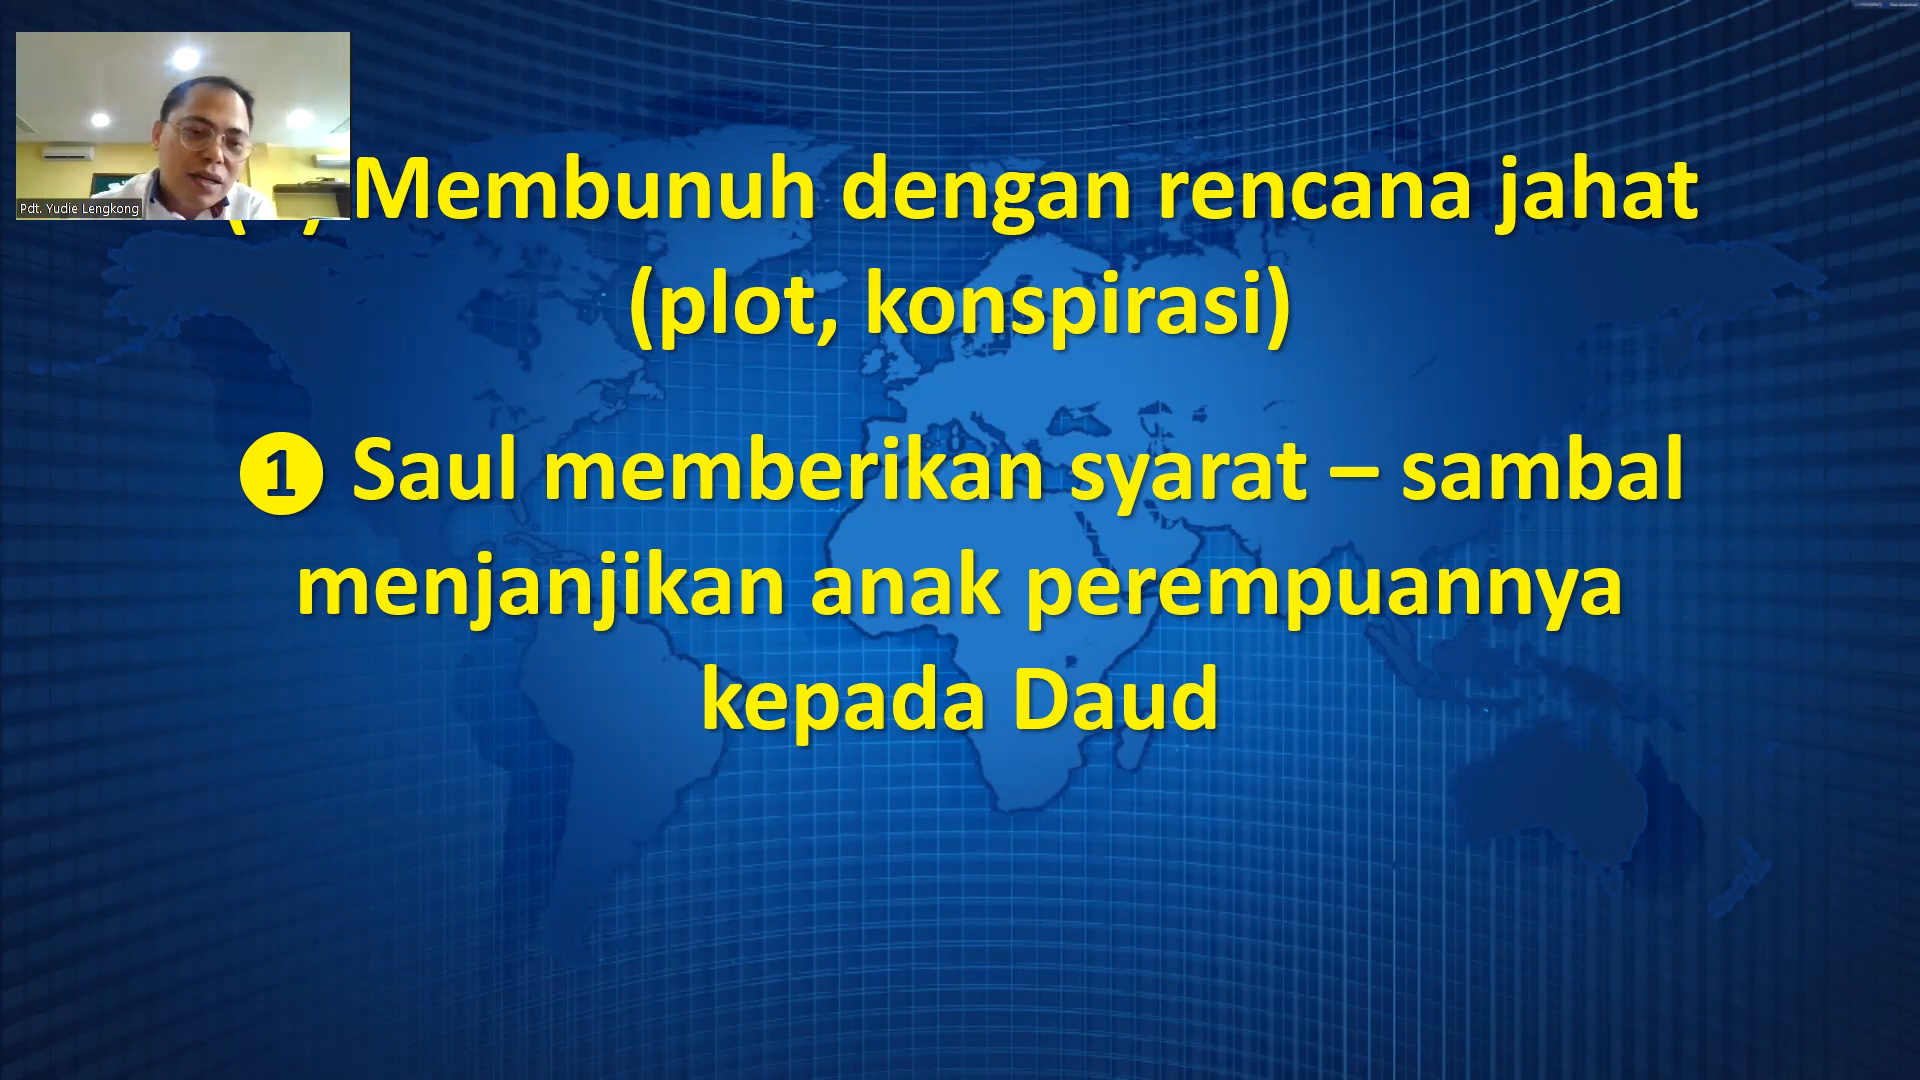 Pdt. Yudie Lengkong
Membunuh dengan rencana jahat
(plot, konspirasi)
❶ Saul memberikan syarat – sambal
menjanjikan anak perempuannya
kepada Daud